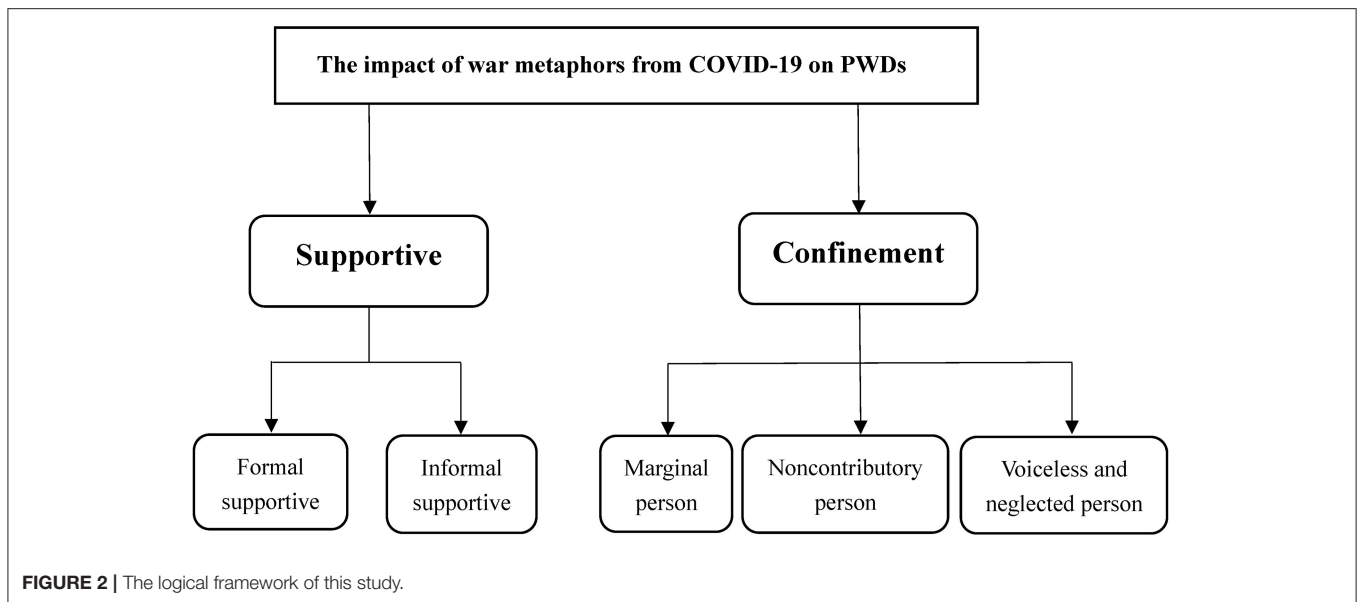 The impact of war metaphors from COVID-19 on PWDs
Supportive
Confinement
Formal
supportive
Informal
supportive
Marginal
person
Noncontributory
person
Voiceless and
neglected person
FIGURE 2 | The logical framework of this study.